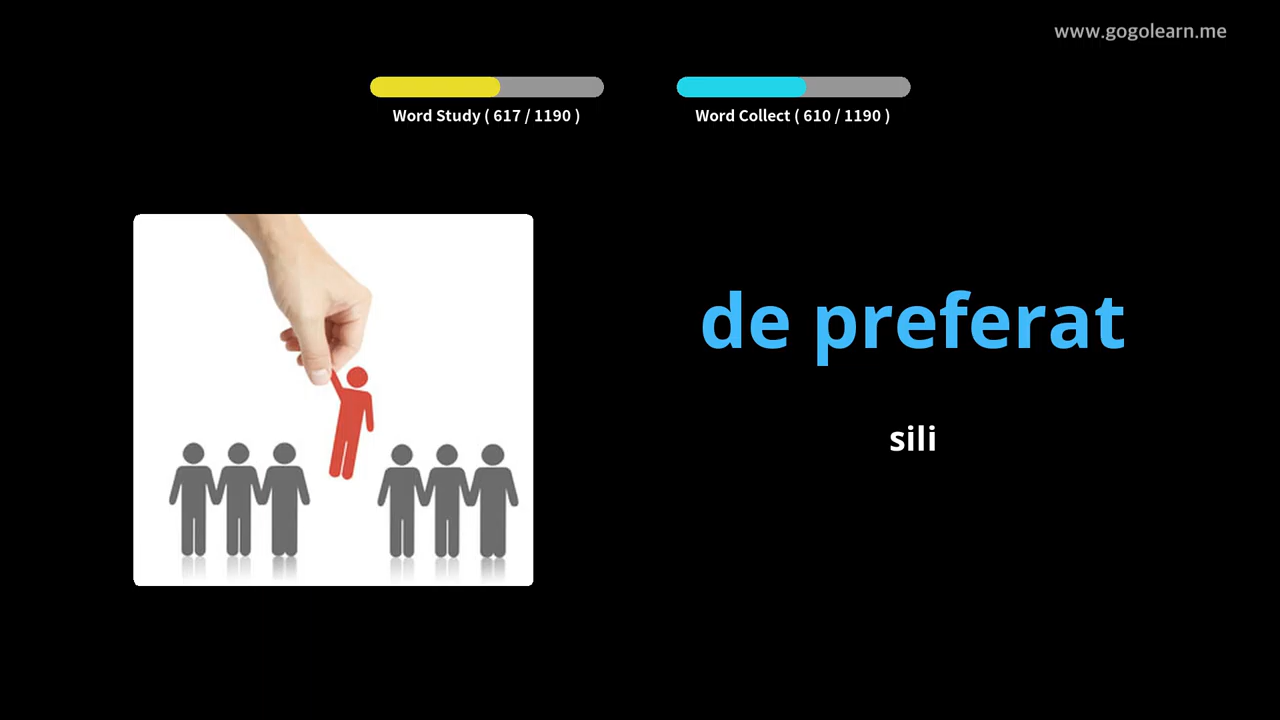 www.gogolearn.me
Word Study ( 617 / 1190 )
Word Collect ( 610 / 1190 )
de preferat
sili